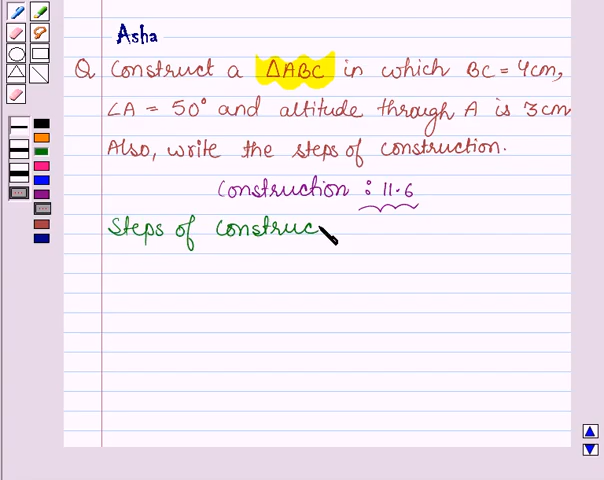 Asha
Q Construct a △ABC in which BC = 4cm,
∠A = 50° and altitude through A is 3cm
Also, write the steps of construction.
Construction : 11.6
Steps of construc